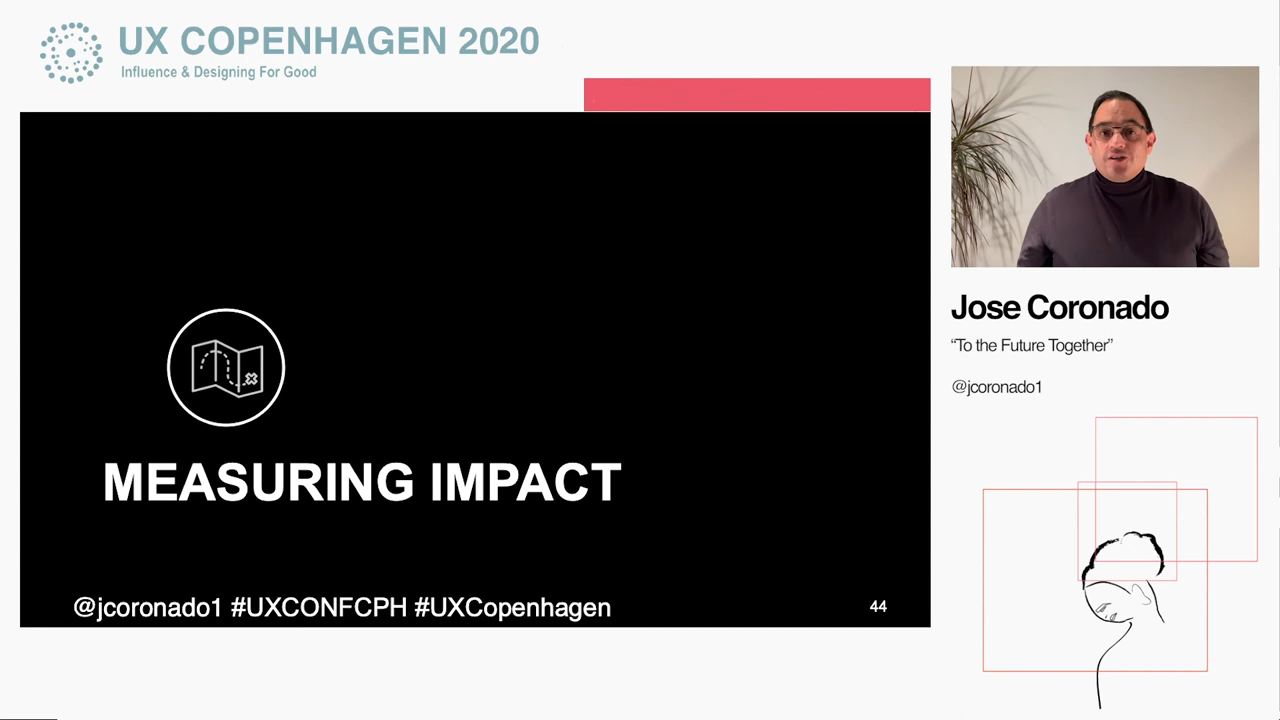 UX COPENHAGEN 2020
Influence & Designing For Good
MEASURING IMPACT
@jcoronado1 #UXCONFCPH #UXCopenhagen
44
Jose Coronado
“To the Future Together”
@jcoronado1